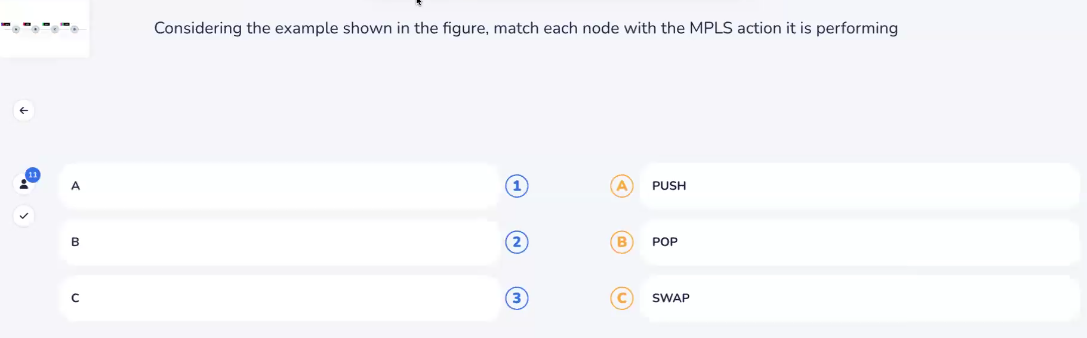 Considering the example shown in the figure, match each node with the MPLS action it is performing
11
A 1 A PUSH
B 2 B POP
C 3 C SWAP